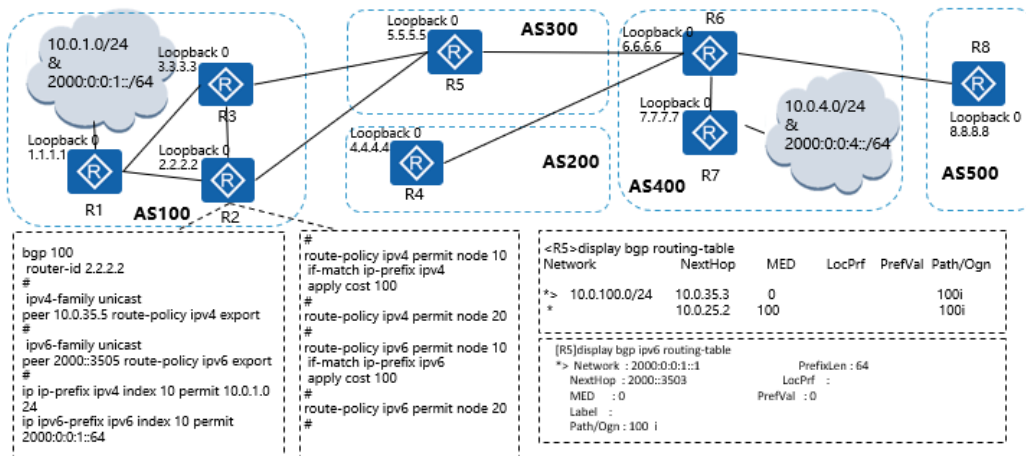 10.0.1.0/24
&
2000:0:0:1::/64
Loopback 0
3.3.3.3
R3
Loopback 0
1.1.1.1
R1
Loopback 0
2.2.2.2
R2
AS100
Loopback 0
5.5.5.5
R5
AS300
Loopback 0
4.4.4.4
R4
AS200
R6
Loopback 0
6.6.6.6
Loopback 0
7.7.7.7
R7
10.0.4.0/24
&
2000:0:0:4::/64
AS400
R8
Loopback 0
8.8.8.8
AS500
bgp 100
router-id 2.2.2.2
#
ipv4-family unicast
peer 10.0.35.5 route-policy ipv4 export
#
ipv6-family unicast
peer 2000::3505 route-policy ipv6 export
#
ip ip-prefix ipv4 index 10 permit 10.0.1.0
24
ip ipv6-prefix ipv6 index 10 permit
2000:0:0:1::64
#
route-policy ipv4 permit node 10
if-match ip-prefix ipv4
apply cost 100
#
route-policy ipv4 permit node 20
#
route-policy ipv6 permit node 10
if-match ip-prefix ipv6
apply cost 100
#
route-policy ipv6 permit node 20
#
<R5>display bgp routing-table
Network NextHop MED LocPrf PrefVal Path/Ogn
*> 10.0.100.0/24 10.0.35.3 0 100i
* 10.0.25.2 100 100i
[R5]display bgp ipv6 routing-table
*> Network : 2000:0:0:1::1 PrefixLen : 64
NextHop : 2000::3503 LocPrf :
MED : 0 PrefVal : 0
Label :
Path/Ogn : 100 i